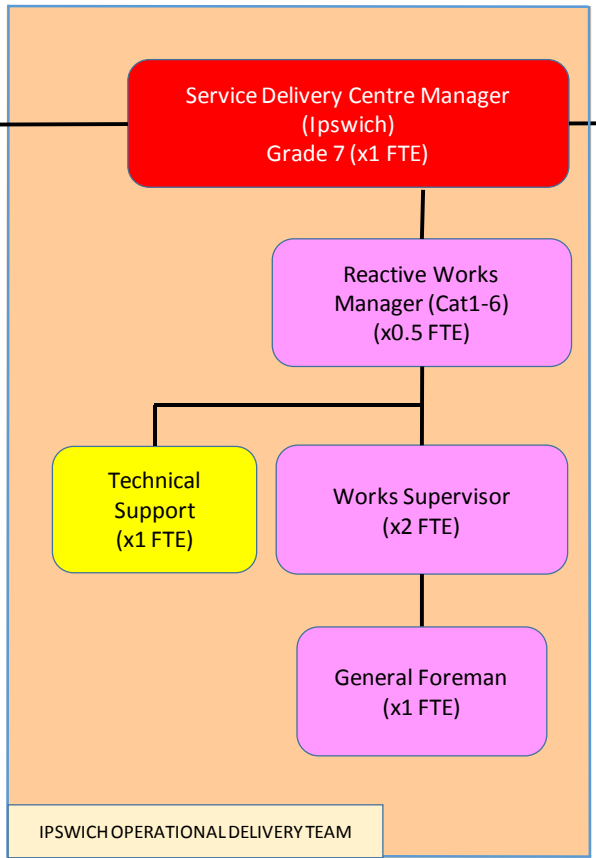 Service Delivery Centre Manager
(Ipswich)
Grade 7 (x1 FTE)
Reactive Works
Manager (Cat1-6)
(x0.5 FTE)
Technical
Support
(x1 FTE)
Works Supervisor
(x2 FTE)
General Foreman
(x1 FTE)
IPSWICH OPERATIONAL DELIVERY TEAM